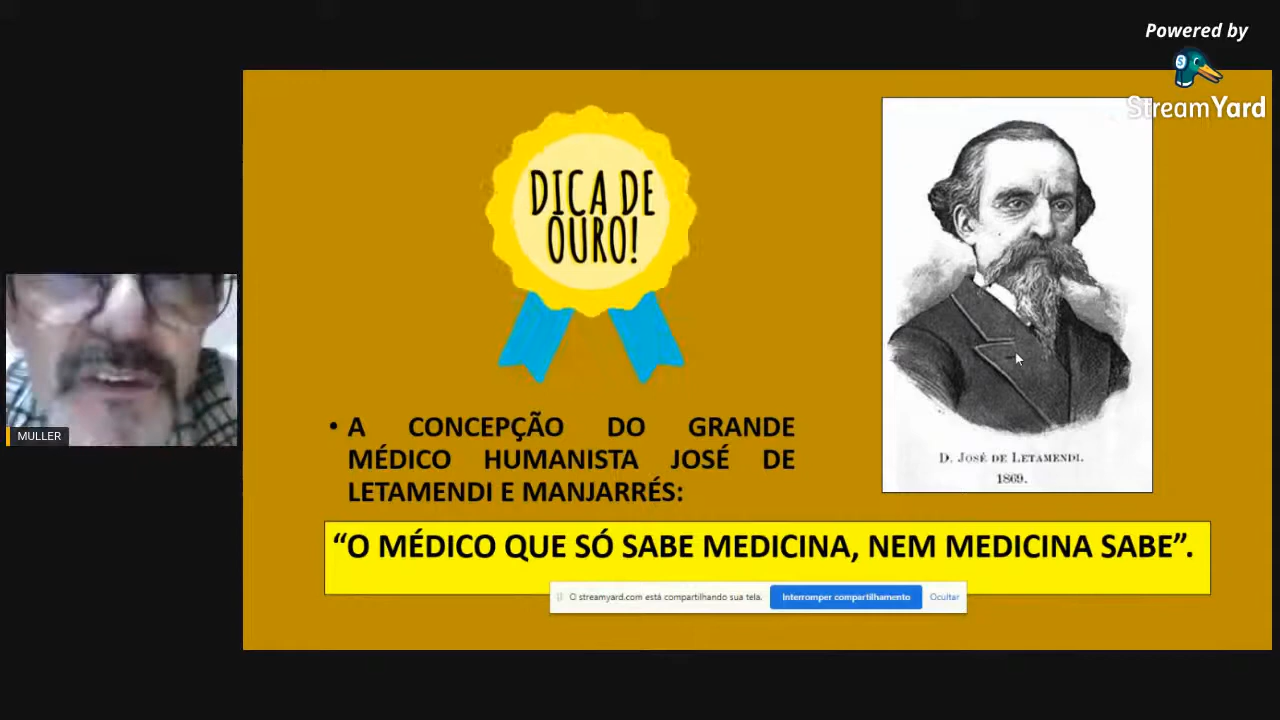 Powered by
StreamYard
DICA DE
OURO!
MULLER
• A CONCEPÇÃO DO GRANDE
MÉDICO HUMANISTA JOSÉ DE
LETAMENDI E MANJARRÉS:
D. José de Letamendi.
1869.
“O MÉDICO QUE SÓ SABE MEDICINA, NEM MEDICINA SABE”.
O streamyard.com está compartilhando sua tela. Interromper compartilhamento Ocultar